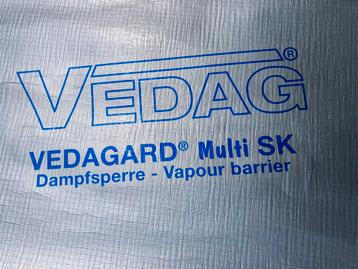 VEDAG®
VEDAGARD® Multi SK
Dampfsperre - Vapour barrier